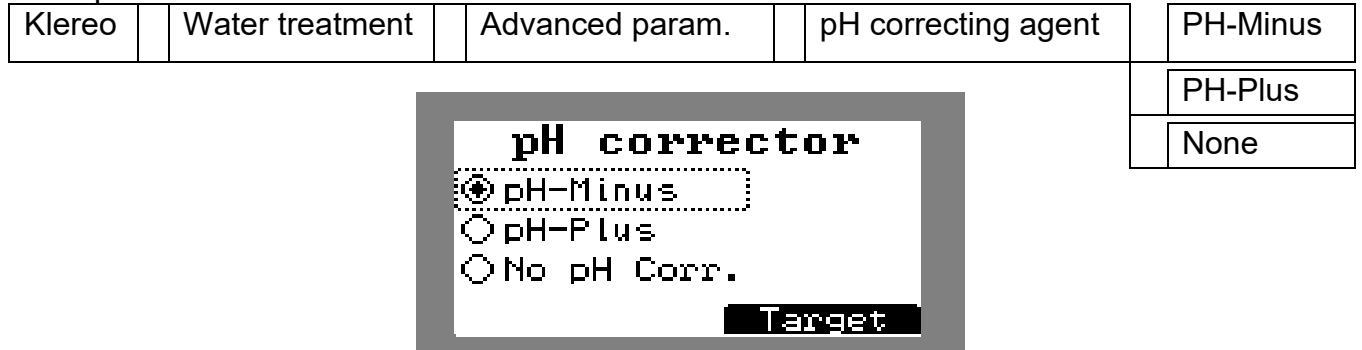 Klereo Water treatment Advanced param. pH correcting agent PH-Minus
PH-Plus
None
pH corrector
pH-Minus
pH-Plus
No pH Corr.
Target